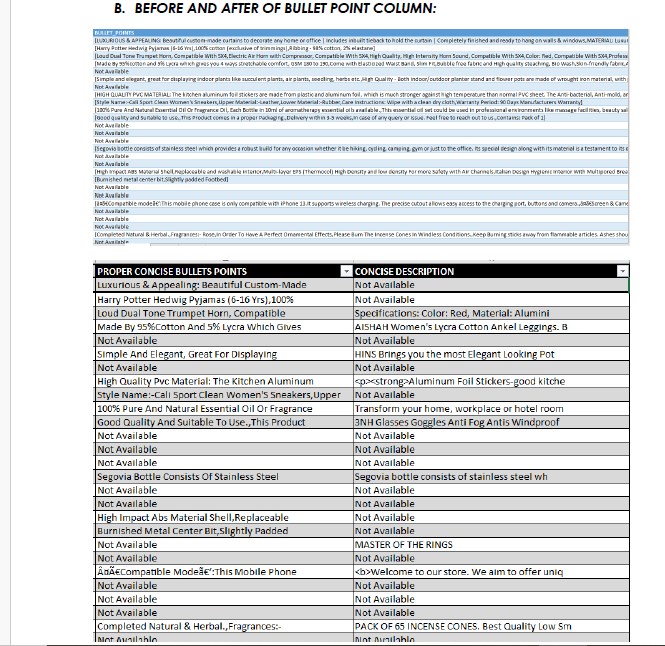 B. BEFORE AND AFTER OF BULLET POINT COLUMN:
BULLET_POINTS
[LUXURIOUS & APPEALING: Beautiful custom-made curtains to decorate any home or office | Includes inbuilt tieback to hold the curtain | Completely finished and ready to hang on walls & windows,MATERIAL: Luxur
[Harry Potter Hedwig Pyjamas (6-16 Yrs),100% cotton (exclusive of trimmings),Ribbing - 98% cotton, 2% elastane]
[Loud Dual Tone Trumpet Horn, Compatible With SX4,Electric Air Horn with Compressor, Compatible With SX4,High Quality, High Intensity Horn Sound, Compatible With SX4,Color: Red, Compatible With SX4,Profess
[Made By 95%cotton and 5% Lycra which gives you 4 ways stretchable comfort, GSM 180 to 190,Come with Elasticized Waist Band, Slim Fit,Bubble free fabric and High quality staching, Bio Wash,Skin friendly fabric,A
Not Available
[Simple and elegant, great for displaying indoor plants like succulent plants, air plants, seedling, herbs etc.,High Quality - Both indoor/outdoor planter stand and flower pots are made of wrought iron material, with
Not Available
[HIGH QUALITY PVC MATERIAL: The kitchen aluminum foil stickers are made from plastic and aluminum foil, which is much stronger against high temperature than normal PVC sheet. The Anti-bacterial, Anti-mold, an
[Style Name:-Cali Sport Clean Women's Sneakers,Upper Material:-Leather,Lower Material:-Rubber,Care Instructions: Wipe with a clean dry cloth,Warranty Period: 90 Days Manufacturers Warranty]
[100% Pure And Natural Essential Oil Or Fragrance Oil, Each Bottle in 10ml of aromatherapy essential oils available.,This essential oil set could be used in professional environments like massage facilities, beauty sal
[Good quality and Suitable to use.,This Product comes in a proper Packaging.,Delivery within 3-5 weeks,In case of any query or issue. Feel free to reach out to us.,Contains: Pack of 1]
Not Available
Not Available
Not Available
[Segovia bottle consists of stainless steel which provides a robust build for any occasion whether it be hiking, cycling, camping, gym or just to the office. Its special design along with its material is a testament to its
Not Available
Not Available
[High Impact ABS Material Shell,Replaceable and washable Interior,Multi-layer EPS (Thermocol) High Density and low density For more Safety with Air Channels,Italian Design Hygienic Interior With Multipored Brea
[Burnished metal center bit,Slightly padded Footbed]
Not Available
Not Available
This mobile phone case is only compatible with iPhone 13.It supports wireless charging. The precise cutout allows easy access to the charging port, buttons and camera.
Not Available
Not Available
Not Available
[Completed Natural & Herbal.,Fragrances:- Rose,In Order To Have A Perfect Ornamental Effects,Please Burn The Incense Cones In Windless Conditions.,Keep Burning sticks away from flammable articles. Ashes shou
Not Available
PROPER CONCISE BULLETS POINTS CONCISE DESCRIPTION
Luxurious & Appealing: Beautiful Custom-Made Not Available
Harry Potter Hedwig Pyjamas (6-16 Yrs),100% Not Available
Loud Dual Tone Trumpet Horn, Compatible Specifications: Color: Red, Material: Alumini
Made By 95%Cotton And 5% Lycra Which Gives AISHAH Women's Lycra Cotton Ankel Leggings. B
Not Available Not Available
Simple And Elegant, Great For Displaying HINS Brings you the most Elegant Looking Pot
Not Available Not Available
High Quality Pvc Material: The Kitchen Aluminum <p><strong>Aluminum Foil Stickers-good kitche
Style Name:-Cali Sport Clean Women'S Sneakers,Upper Not Available
100% Pure And Natural Essential Oil Or Fragrance Transform your home, workplace or hotel room
Good Quality And Suitable To Use.,This Product 3NH Glasses Goggles Anti Fog Antis Windproof
Not Available Not Available
Not Available Not Available
Not Available Not Available
Segovia Bottle Consists Of Stainless Steel Segovia bottle consists of stainless steel wh
Not Available Not Available
Not Available Not Available
High Impact Abs Material Shell,Replaceable Not Available
Burnished Metal Center Bit,Slightly Padded Not Available
Not Available MASTER OF THE RINGS
Not Available Not Available
Â¤Ã€Compatible Modeã€':This Mobile Phone <b>Welcome to our store. We aim to offer uniq
Not Available Not Available
Not Available Not Available
Not Available Not Available
Completed Natural & Herbal.,Fragrances:- PACK OF 65 INCENSE CONES. Best Quality Low Sm
Not Available Not Available